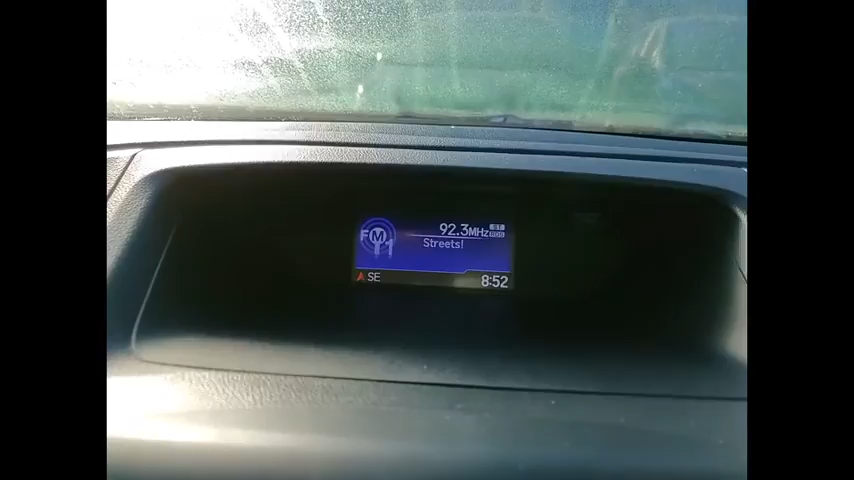 FM1
92.3MHz ST
RDS
Streets!
SE
8:52